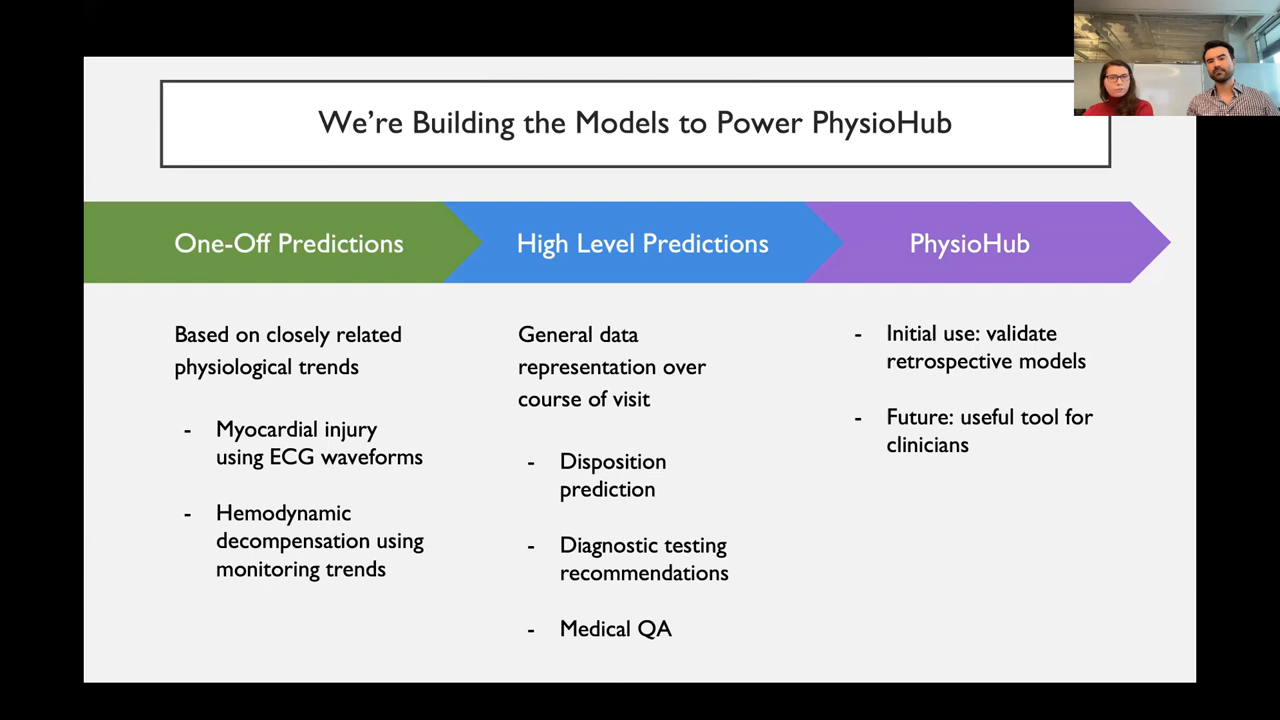 We’re Building the Models to Power PhysioHub
One-Off Predictions
High Level Predictions
PhysioHub
Based on closely related
physiological trends
- Myocardial injury
using ECG waveforms
- Hemodynamic
decompensation using
monitoring trends
General data
representation over
course of visit
- Disposition
prediction
- Diagnostic testing
recommendations
- Medical QA
- Initial use: validate
retrospective models
- Future: useful tool for
clinicians